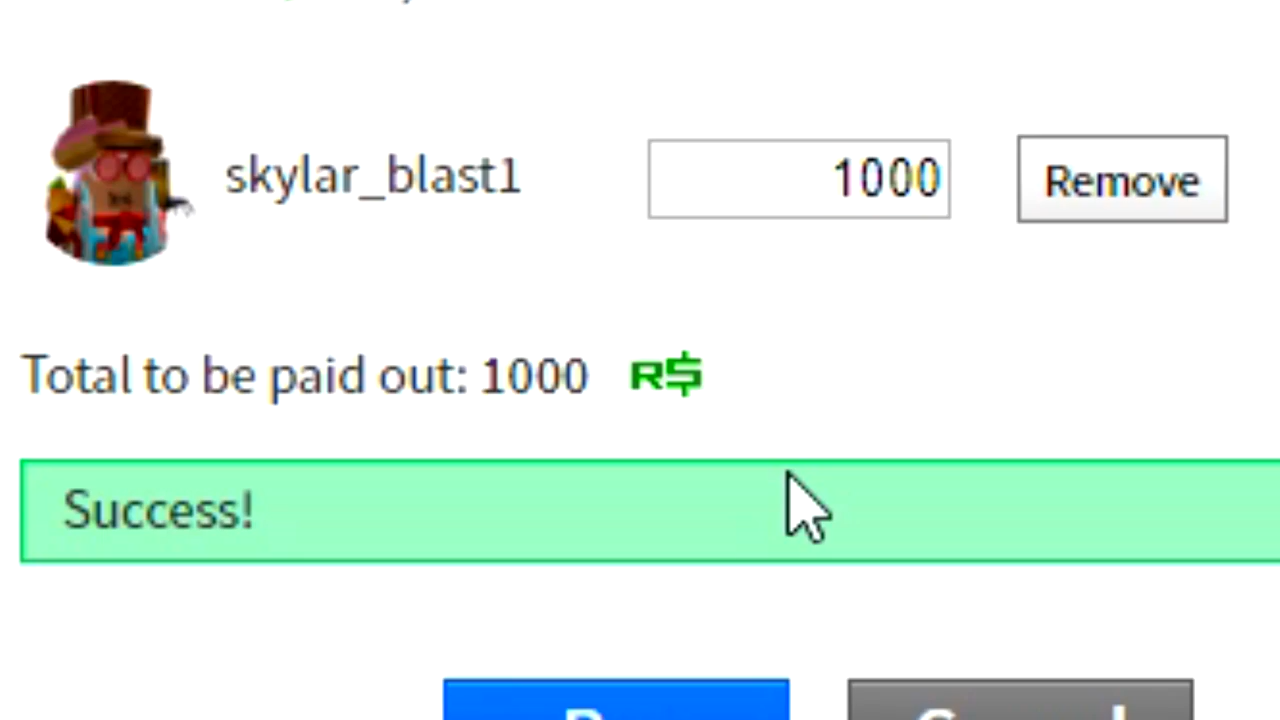 skylar_blast1 1000 Remove
Total to be paid out: 1000 R$
Success!